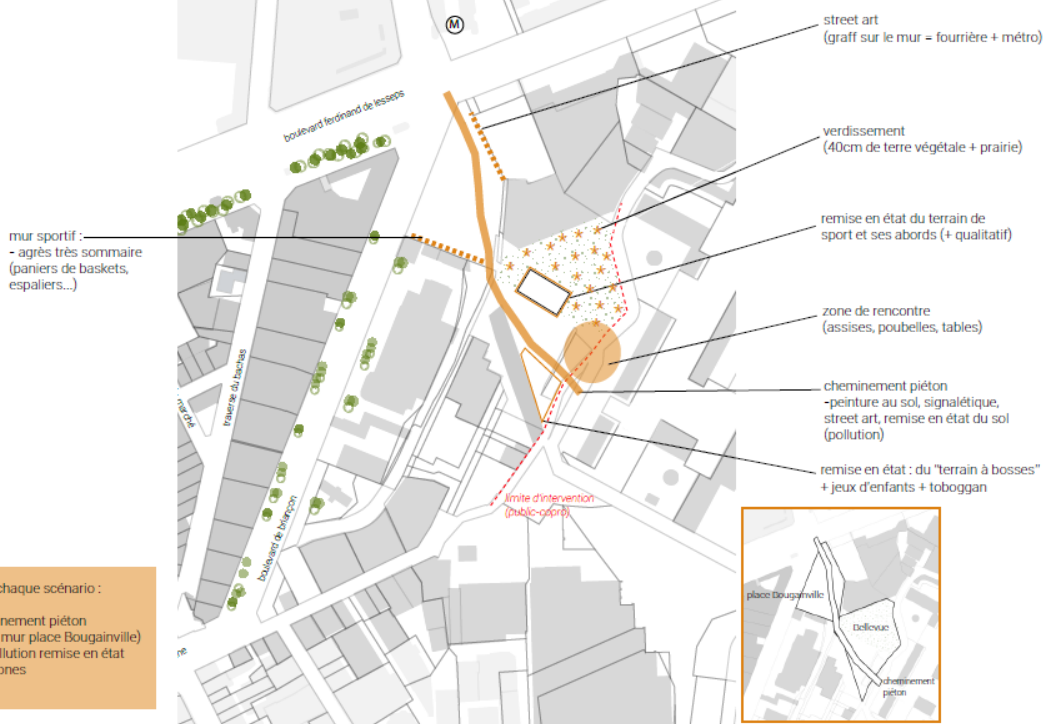 M
street art
(graff sur le mur = fourrière + métro)
boulevard ferdinand de lesseps
verdissement
(40cm de terre végétale + prairie)
mur sportif :
- agrès très sommaire
(paniers de baskets,
espaliers...)
remise en état du terrain de
sport et ses abords (+ qualitatif)
zone de rencontre
(assises, poubelles, tables)
traverse du bachas
marché
cheminement piéton
-peinture au sol, signalétique,
street art, remise en état du sol
(pollution)
remise en état : du "terrain à bosses"
+ jeux d'enfants + toboggan
limite d'intervention
(public-copro)
boulevard de briançon
chaque scénario :
nement piéton
mur place Bougainville)
llution remise en état
ones
ne
place Bougainville
Bellevue
cheminement
piéton